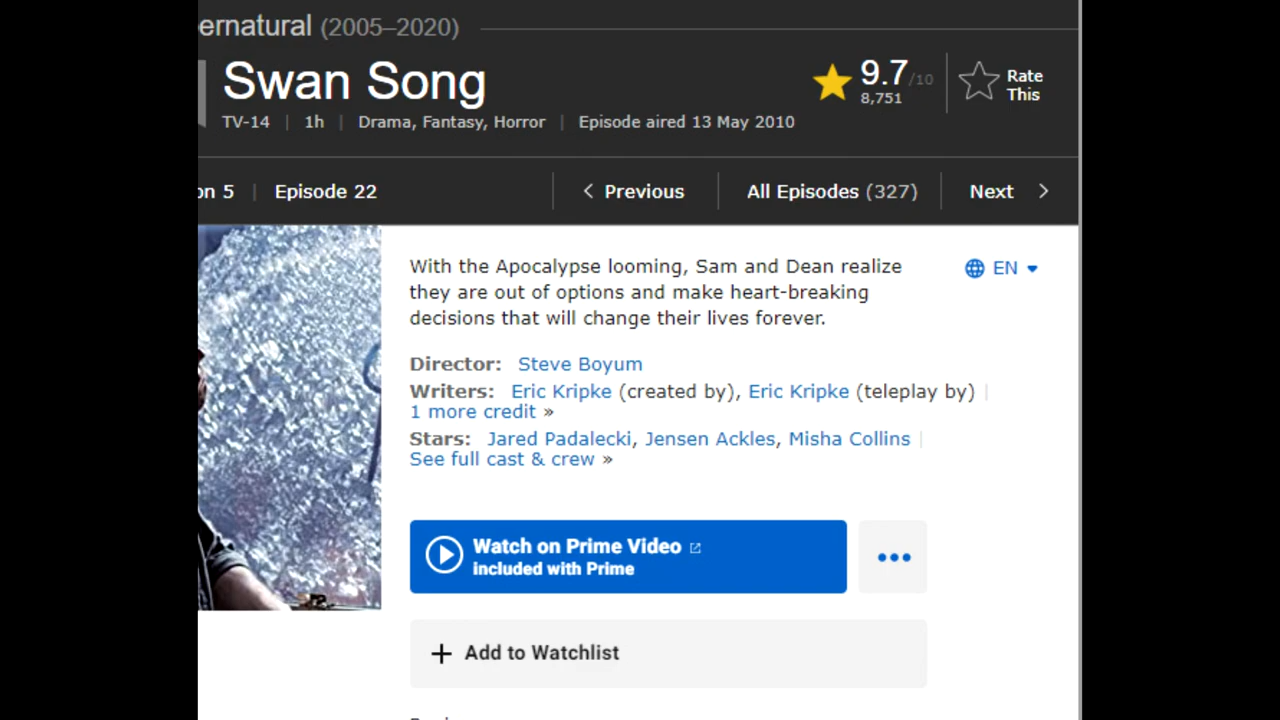 ernatural (2005–2020)
Swan Song
9.7/10
8,751
Rate
This
TV-14 | 1h | Drama, Fantasy, Horror | Episode aired 13 May 2010
on 5 | Episode 22
Previous
All Episodes (327)
Next
With the Apocalypse looming, Sam and Dean realize
they are out of options and make heart-breaking
decisions that will change their lives forever.
EN
Director: Steve Boyum
Writers: Eric Kripke (created by), Eric Kripke (teleplay by) |
1 more credit »
Stars: Jared Padalecki, Jensen Ackles, Misha Collins |
See full cast & crew »
Watch on Prime Video
included with Prime
Add to Watchlist